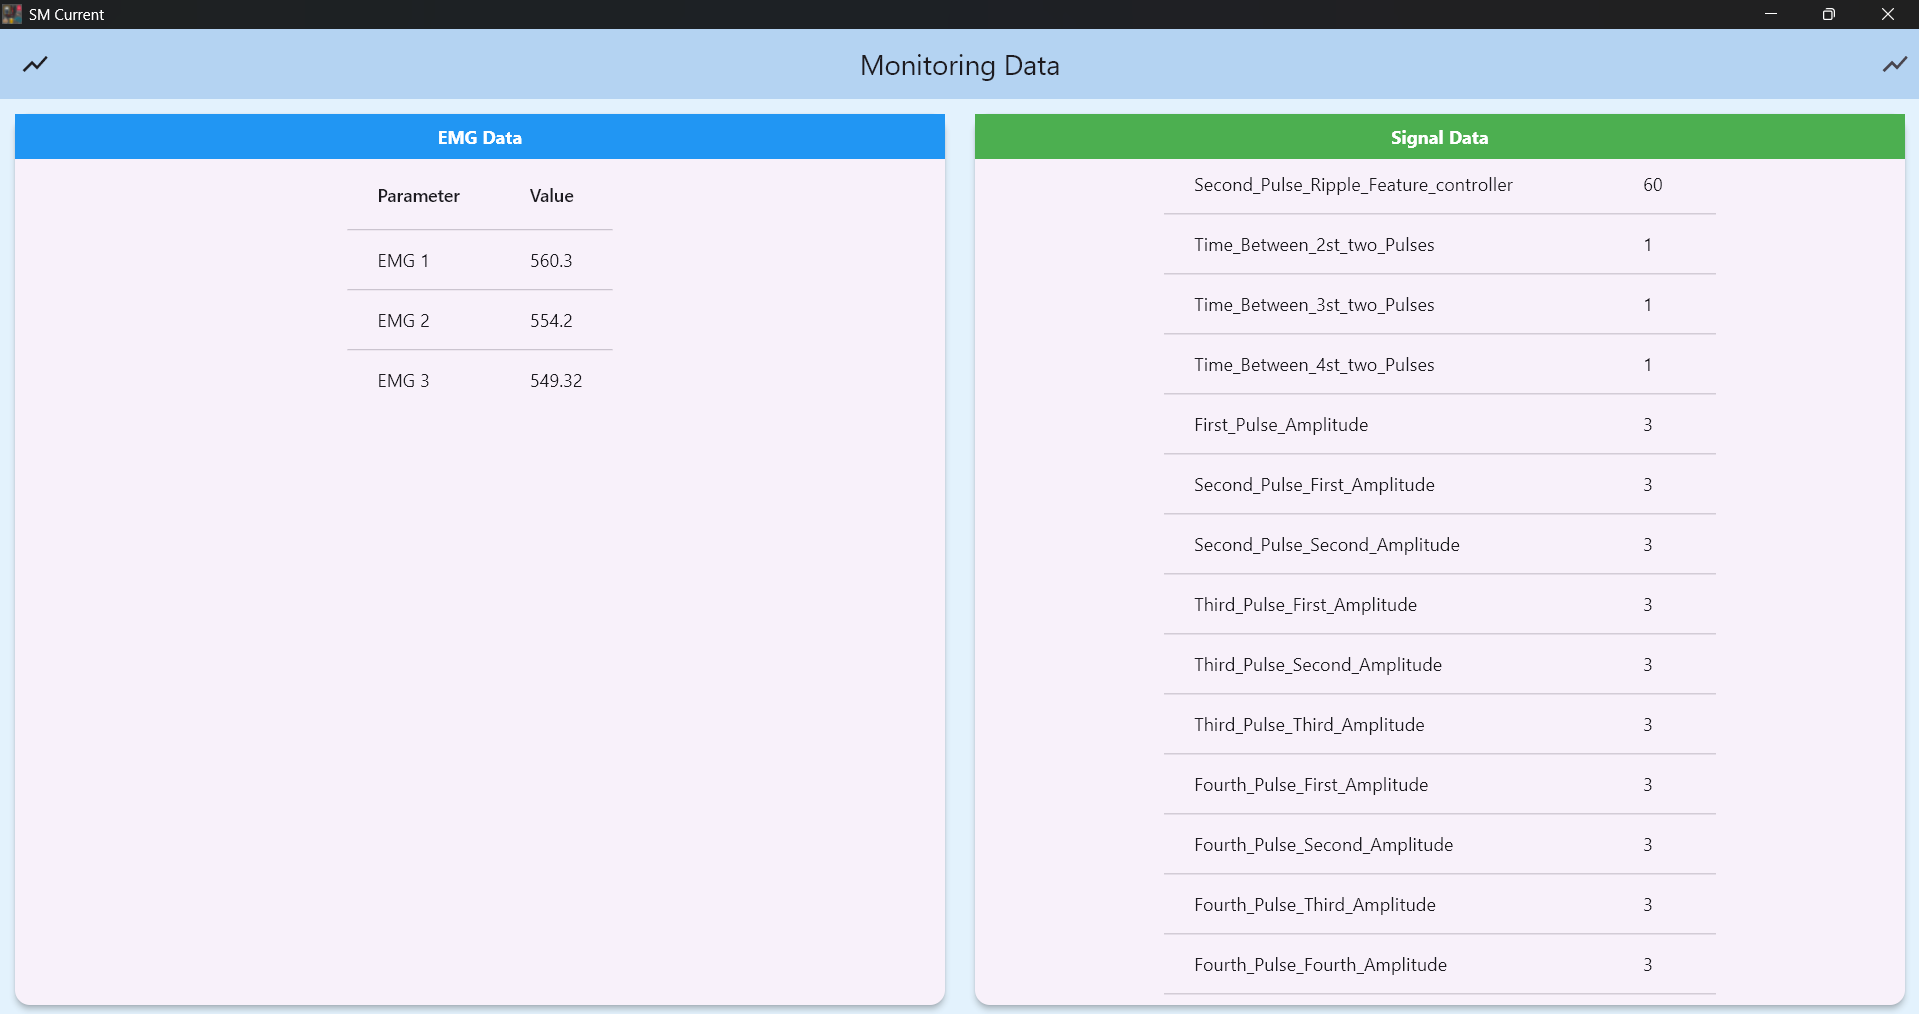 SM Current
Monitoring Data
EMG Data
Parameter Value
EMG 1 560.3
EMG 2 554.2
EMG 3 549.32
Signal Data
Second_Pulse_Ripple_Feature_controller 60
Time_Between_2st_two_Pulses 1
Time_Between_3st_two_Pulses 1
Time_Between_4st_two_Pulses 1
First_Pulse_Amplitude 3
Second_Pulse_First_Amplitude 3
Second_Pulse_Second_Amplitude 3
Third_Pulse_First_Amplitude 3
Third_Pulse_Second_Amplitude 3
Third_Pulse_Third_Amplitude 3
Fourth_Pulse_First_Amplitude 3
Fourth_Pulse_Second_Amplitude 3
Fourth_Pulse_Third_Amplitude 3
Fourth_Pulse_Fourth_Amplitude 3